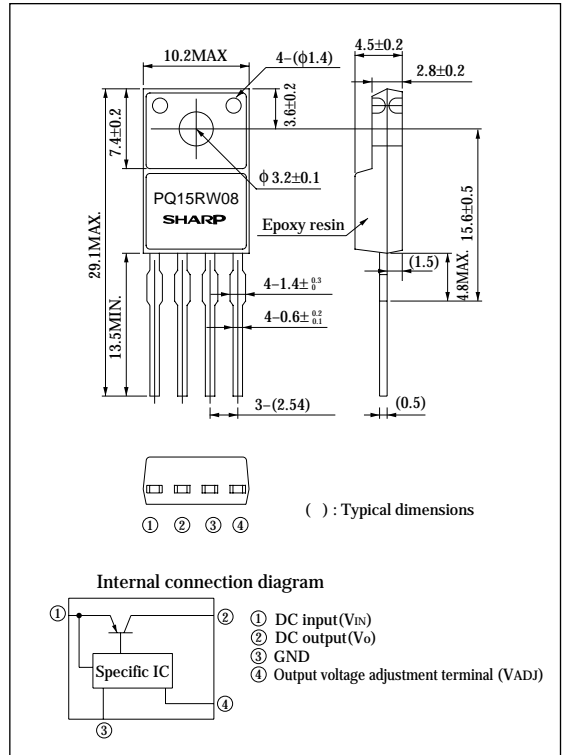 10.2MAX
4–(ϕ1.4)
4.5±0.2
2.8±0.2
3.6±0.2
7.4±0.2
29.1MAX.
ϕ 3.2±0.1
PQ15RW08
SHARP
Epoxy resin
15.6±0.5
(1.5)
4.8MAX.
4–1.4± 0.3 0
4–0.6± 0.2 0.1
13.5MIN.
3–(2.54)
(0.5)
① ② ③ ④
( ) : Typical dimensions
Internal connection diagram
①
②
Specific IC
④
③
① DC input(VIN)
② DC output(Vo)
③ GND
④ Output voltage adjustment terminal (VADJ)